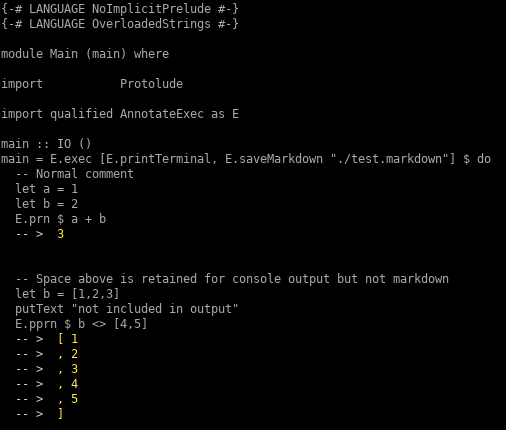 {-# LANGUAGE NoImplicitPrelude #-}
{-# LANGUAGE OverloadedStrings #-}

module Main (main) where

import           Protolude

import qualified AnnotateExec as E

main :: IO ()
main = E.exec [E.printTerminal, E.saveMarkdown "./test.markdown"] $ do
  -- Normal comment
  let a = 1
  let b = 2
  E.prn $ a + b
  -- >  3


  -- Space above is retained for console output but not markdown
  let b = [1,2,3]
  putText "not included in output"
  E.pprn $ b <> [4,5]
  -- >  [ 1
  -- >  , 2
  -- >  , 3
  -- >  , 4
  -- >  , 5
  -- >  ]